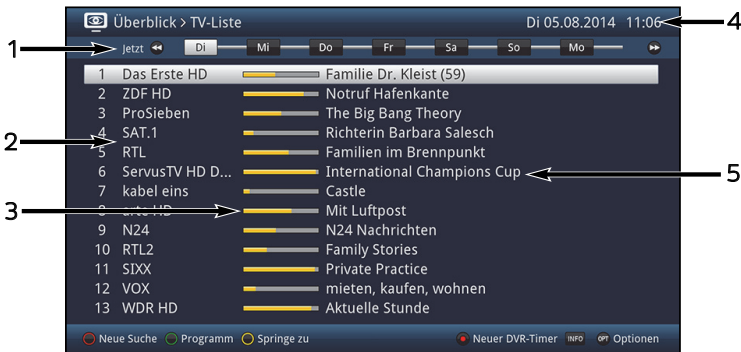 Überblick > TV-Liste Di 05.08.2014 11:06
4
1
Jetzt Di Mi Do Fr Sa So Mo
1 Das Erste HD Familie Dr. Kleist (59)
2 ZDF HD Notruf Hafenkante
3 ProSieben The Big Bang Theory
4 SAT.1 Richterin Barbara Salesch
2
5 RTL Familien im Brennpunkt
6 ServusTV HD D... International Champions Cup
5
7 kabel eins Castle
3
8 arte HD Mit Luftpost
9 N24 N24 Nachrichten
10 RTL2 Family Stories
11 SIXX Private Practice
12 VOX mieten, kaufen, wohnen
13 WDR HD Aktuelle Stunde
Neue Suche Programm Springe zu Neuer DVR-Timer INFO OPT Optionen